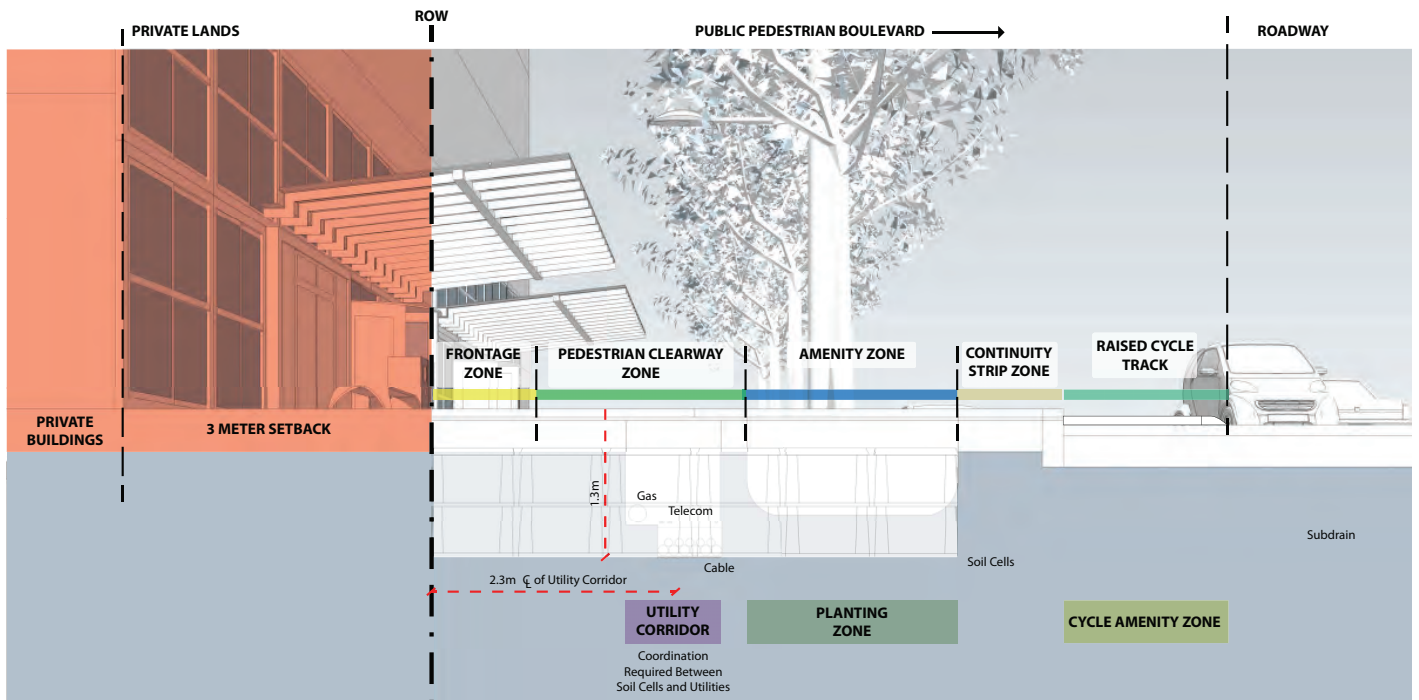 ROW
PRIVATE LANDS
PUBLIC PEDESTRIAN BOULEVARD
ROADWAY
FRONTAGE
ZONE
PEDESTRIAN CLEARWAY
ZONE
AMENITY ZONE
CONTINUITY
STRIP ZONE
RAISED CYCLE
TRACK
PRIVATE
BUILDINGS
3 METER SETBACK
1.3m
Gas
Telecom
Cable
Soil Cells
Subdrain
2.3m ℄ of Utility Corridor
UTILITY
CORRIDOR
PLANTING
ZONE
CYCLE AMENITY ZONE
Coordination
Required Between
Soil Cells and Utilities